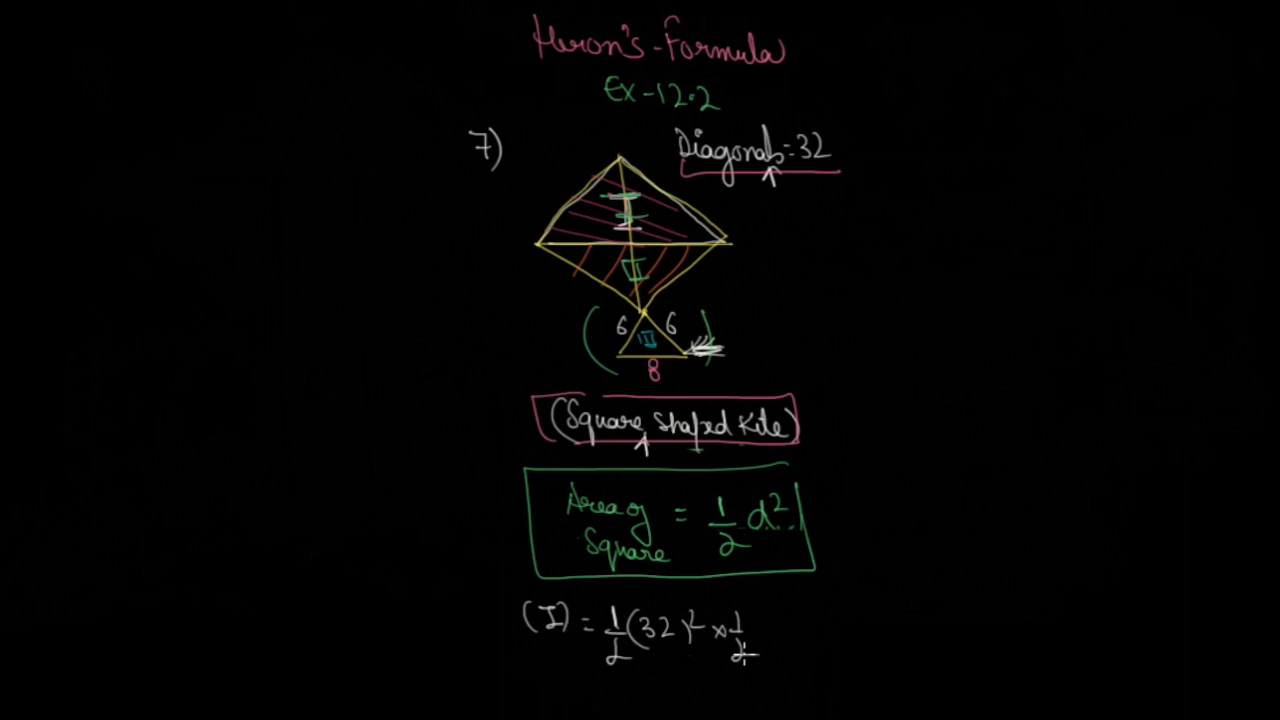 Heron's-Formula
Ex-12.2
7)
Diagonals=32
I
II
6 6
III
8
(Square shaped Kite)
Area of Square = 1/2 d²
(I) = 1/2 (32)² × 1/2